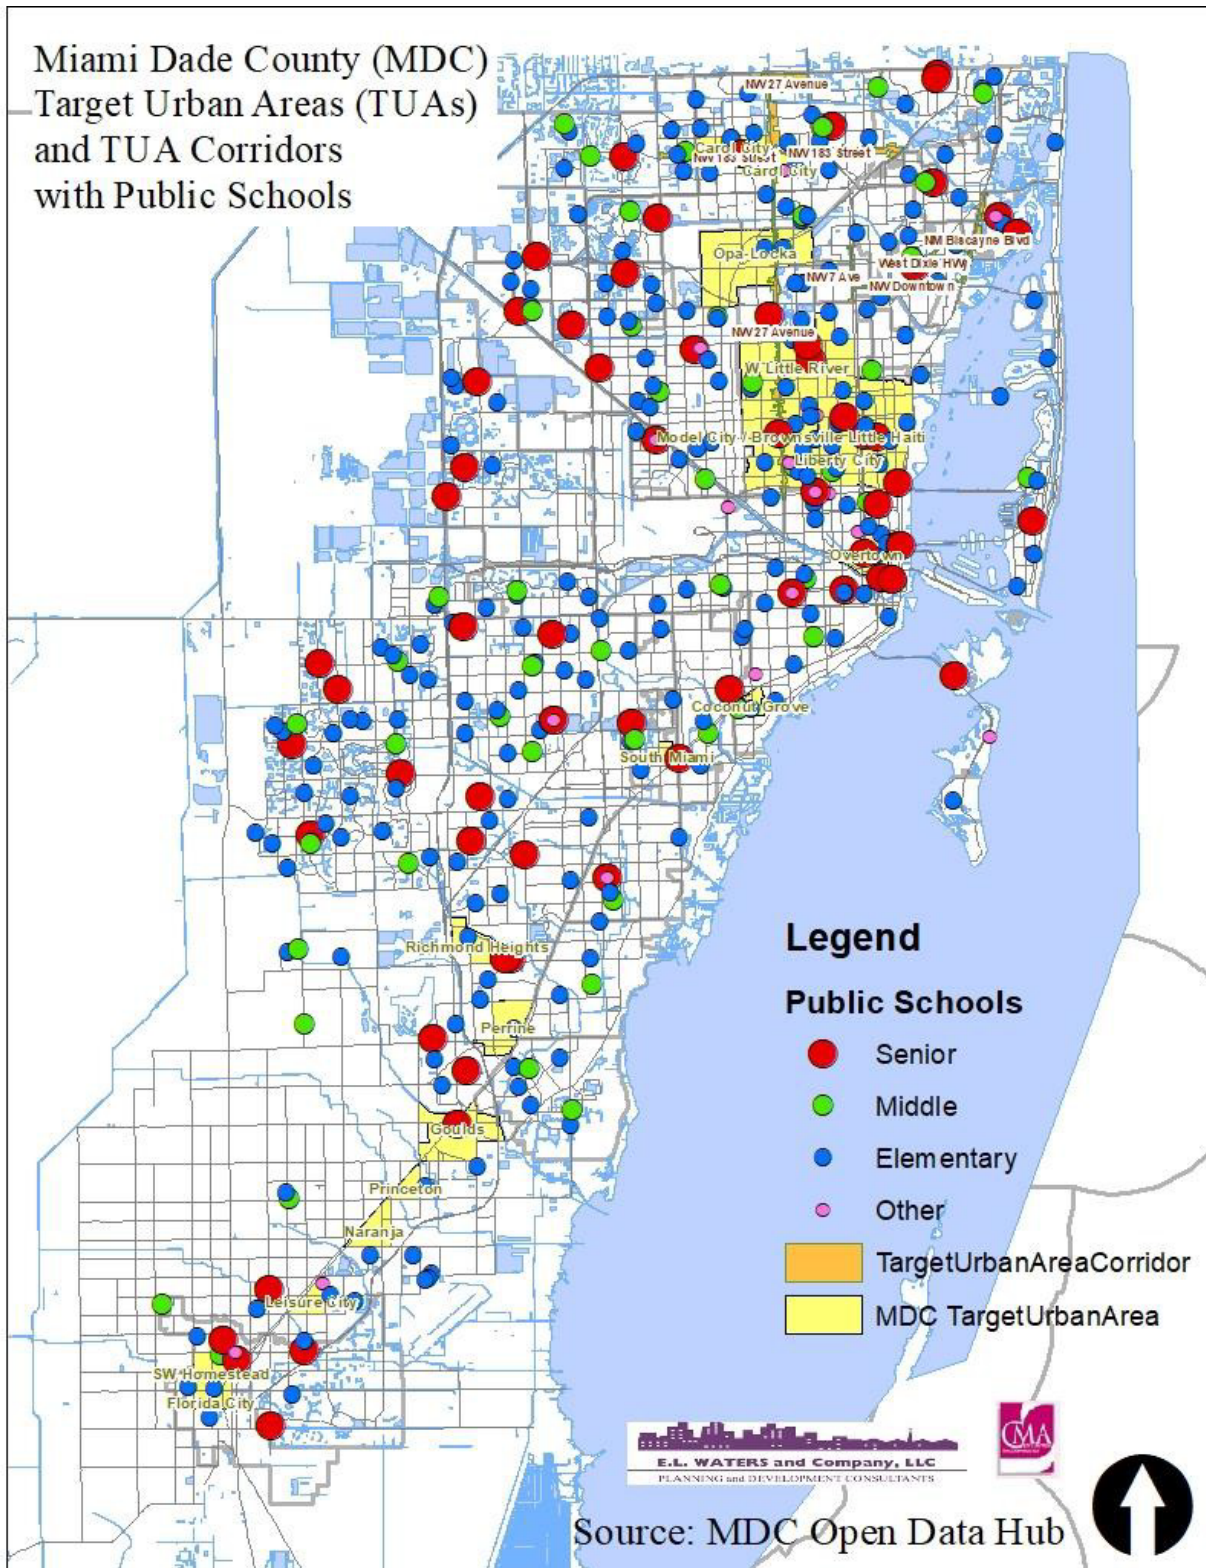 Miami Dade County (MDC)
Target Urban Areas (TUAs)
and TUA Corridors
with Public Schools
NW 27 Avenue
Carol City
NW 183 Street
NW 183 Street
Carol City
NM Biscayne Blvd
Opa-Locka
West Dixie HWy
NW 7 Ave
NW Downtown
NW 27 Avenue
W Little River
Model City / Brownsville Little Haiti
Liberty City
Overtown
Coconut Grove
South Miami
Richmond Heights
Perrine
Goulds
Princeton
Naranja
Leisure City
SW Homestead
Florida City
Legend
Public Schools
Senior
Middle
Elementary
Other
TargetUrbanAreaCorridor
MDC TargetUrbanArea
E.L. WATERS and Company, LLC
PLANNING and DEVELOPMENT CONSULTANTS
CMA
Source: MDC Open Data Hub